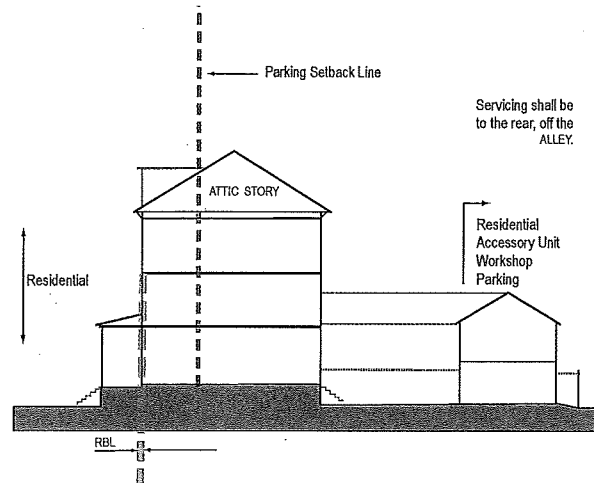 Parking Setback Line
Servicing shall be
to the rear, off the
ALLEY.
ATTIC STORY
Residential
Accessory Unit
Workshop
Parking
Residential
RBL